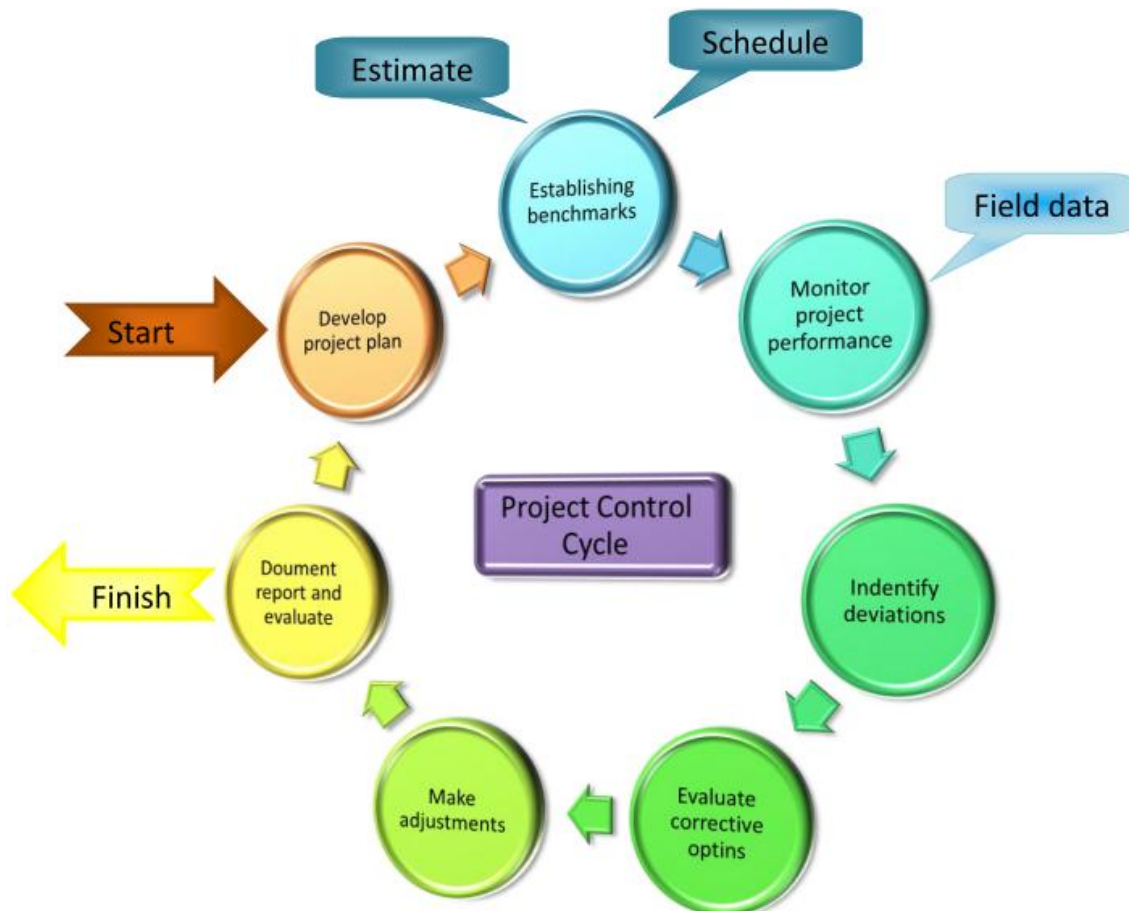 Estimate
Schedule
Establishing
benchmarks
Field data
Monitor
project
performance
Start
Develop
project plan
Project Control
Cycle
Indentify
deviations
Finish
Doument
report and
evaluate
Make
adjustments
Evaluate
corrective
optins